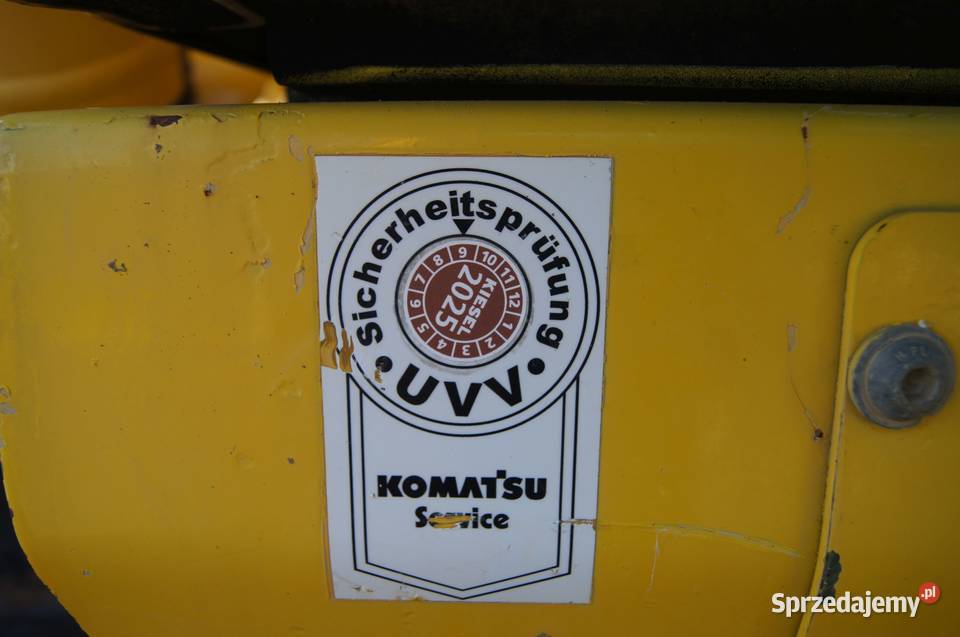 Sicherheitsprüfung
9 10 11 12 1 2 3 4 5 6 7 8
KIESEL
2025
• UVV •
KOMATSU
Service
Sprzedajemy.pl